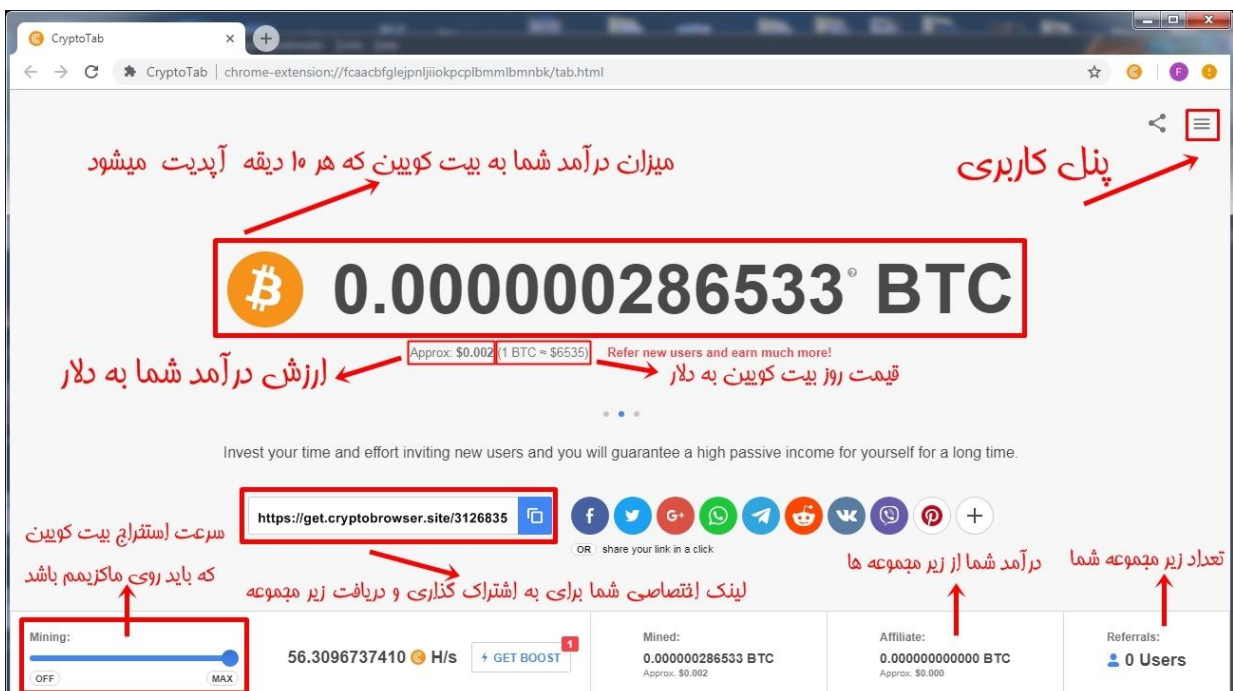 CryptoTab
CryptoTab | chrome-extension://fcaacbfglejpnljiiokpcplbmmlbmnbk/tab.html
F
میزان درآمد شما به بیت کویین که هر ۱۰ دیقه آپدیت میشود
پنل کاربری
0.000000286533 BTC
Approx: $0.002 (1 BTC ≈ $6535) Refer new users and earn much more!
ارزش درآمد شما به دلار
قیمت روز بیت کویین به دلار
Invest your time and effort inviting new users and you will guarantee a high passive income for yourself for a long time.
https://get.cryptobrowser.site/3126835
OR share your link in a click
سرعت استخراج بیت کویین
که باید روی ماکزیمم باشد
لینک اختصاصی شما برای به اشتراک گذاری و دریافت زیر مجموعه
درآمد شما از زیر مجموعه ها
تعداد زیر مجموعه شما
Mining:
OFF MAX
56.3096737410 H/s
GET BOOST 1
Mined:
0.000000286533 BTC
Approx. $0.002
Affiliate:
0.000000000000 BTC
Approx. $0.000
Referrals:
0 Users